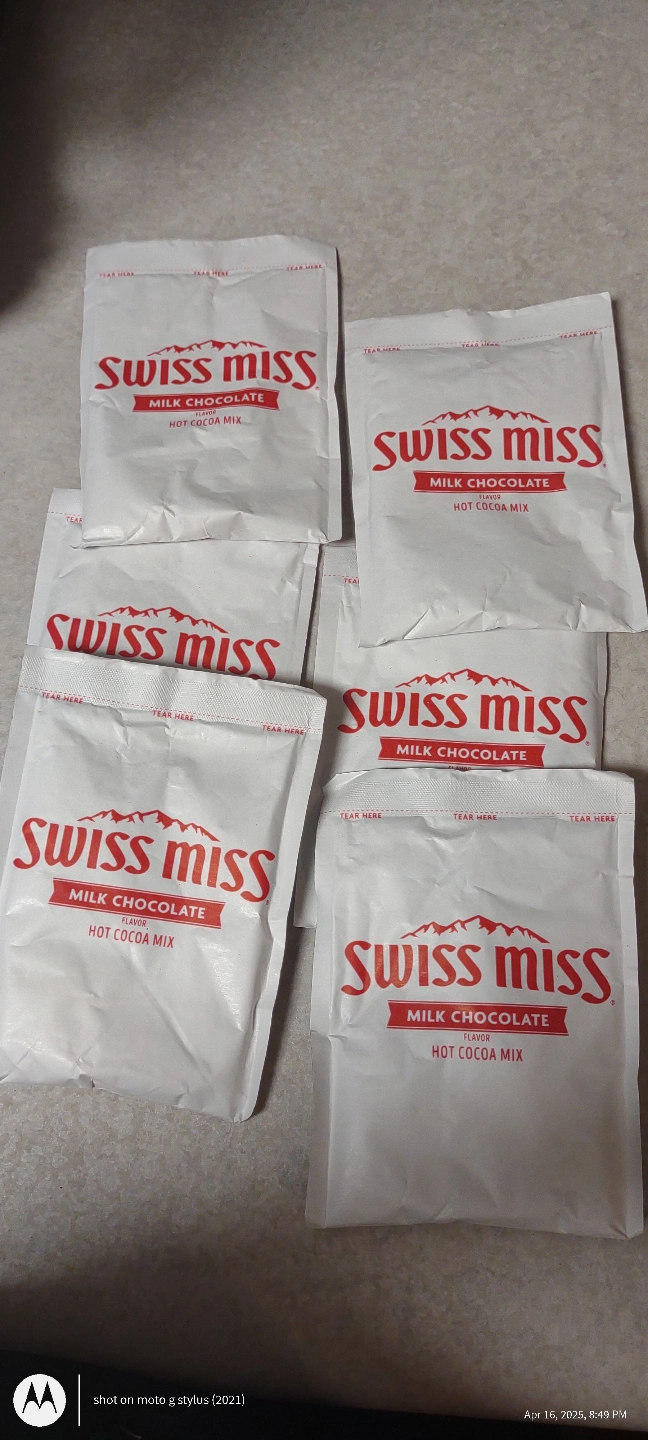 TEAR HERE TEAR HERE TEAR HERE
SWISS MISS
MILK CHOCOLATE
FLAVOR
HOT COCOA MIX
TEAR HERE TEAR HERE TEAR HERE
SWISS MISS®
MILK CHOCOLATE
FLAVOR
HOT COCOA MIX
TEAR
SWISS MISS
TEAR
SWISS MISS®
MILK CHOCOLATE
TEAR HERE TEAR HERE TEAR HERE
SWISS MISS
MILK CHOCOLATE
FLAVOR
HOT COCOA MIX
TEAR HERE TEAR HERE TEAR HERE
SWISS MISS®
MILK CHOCOLATE
FLAVOR
HOT COCOA MIX
shot on moto g stylus (2021)
Apr 16, 2025, 8:49 PM